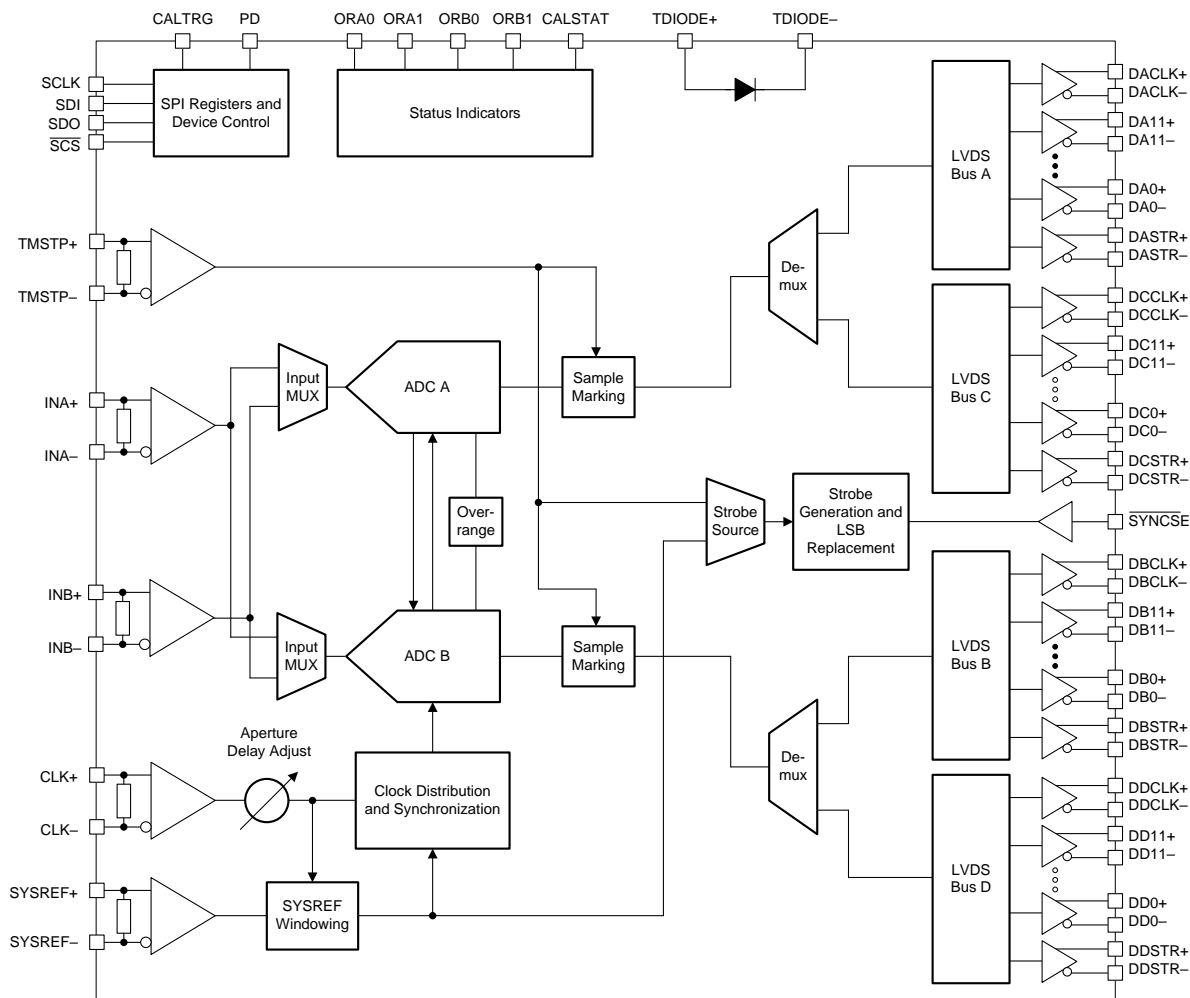 CALTRG
PD
ORA0
ORA1
ORB0
ORB1
CALSTAT
TDIODE+
TDIODE–
SCLK
SDI
SDO
SCS
SPI Registers and
Device Control
Status Indicators
LVDS
Bus A
DACLK+
DACLK–
DA11+
DA11–
DA0+
DA0–
DASTR+
DASTR–
TMSTP+
TMSTP–
De-
mux
LVDS
Bus C
DCCLK+
DCCLK–
DC11+
DC11–
DC0+
DC0–
DCSTR+
DCSTR–
INA+
INA–
Input
MUX
ADC A
Sample
Marking
Over-
range
Strobe
Source
Strobe
Generation and
LSB
Replacement
SYNCSE
INB+
INB–
Input
MUX
ADC B
Sample
Marking
LVDS
Bus B
DBCLK+
DBCLK–
DB11+
DB11–
DB0+
DB0–
DBSTR+
DBSTR–
De-
mux
Aperture
Delay Adjust
CLK+
CLK–
Clock Distribution
and Synchronization
LVDS
Bus D
DDCLK+
DDCLK–
DD11+
DD11–
DD0+
DD0–
DDSTR+
DDSTR–
SYSREF+
SYSREF–
SYSREF
Windowing